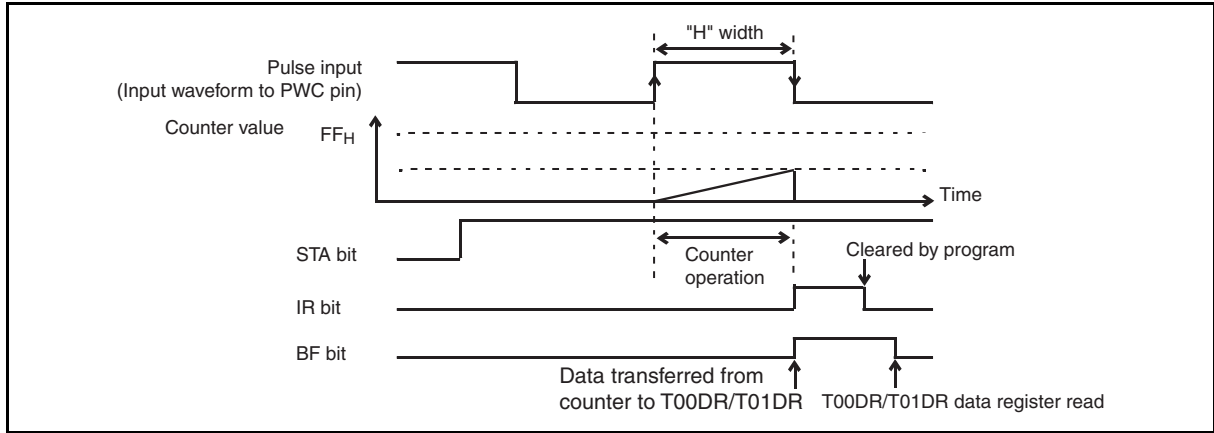 "H" width
Pulse input
(Input waveform to PWC pin)
Counter value
FFH
Time
STA bit
Counter
operation
Cleared by program
IR bit
BF bit
Data transferred from
counter to T00DR/T01DR
T00DR/T01DR data register read